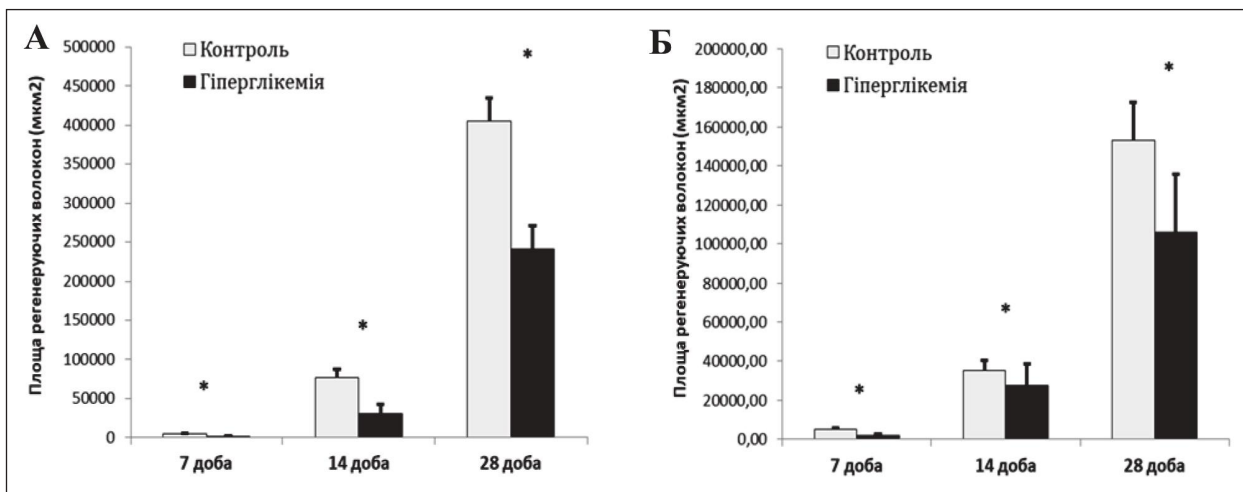 А
Площа регенеруючих волокон (мкм2)
500000
450000
400000
350000
300000
250000
200000
150000
100000
50000
0
Контроль
Гіперглікемія
*
*
*
7 доба
14 доба
28 доба
Б
Площа регенеруючих волокон (мкм2)
200000,00
180000,00
160000,00
140000,00
120000,00
100000,00
80000,00
60000,00
40000,00
20000,00
0,00
Контроль
Гіперглікемія
*
*
*
7 доба
14 доба
28 доба